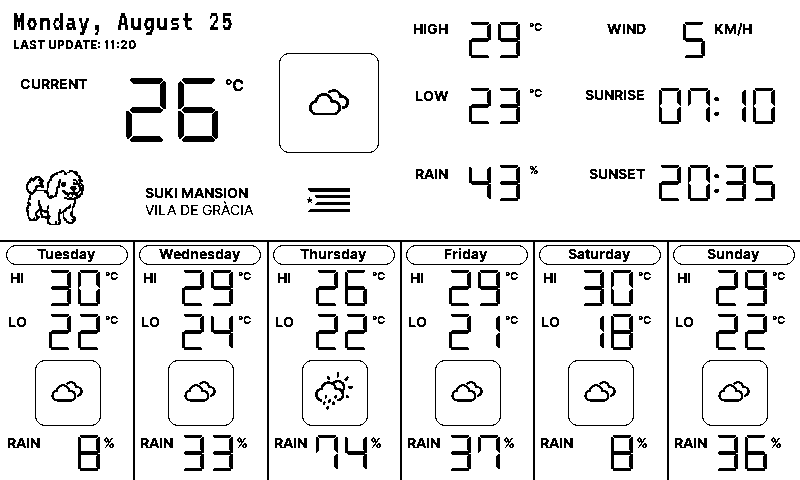 Monday, August 25
LAST UPDATE: 11:20
CURRENT 26 °C
HIGH 29 °C
WIND 5 KM/H
LOW 23 °C
SUNRISE 07:10
RAIN 43 %
SUNSET 20:35
SUKI MANSION
VILA DE GRÀCIA
Tuesday
HI 30 °C
LO 22 °C
RAIN 8 %
Wednesday
HI 29 °C
LO 24 °C
RAIN 33 %
Thursday
HI 26 °C
LO 22 °C
RAIN 74 %
Friday
HI 29 °C
LO 21 °C
RAIN 37 %
Saturday
HI 30 °C
LO 18 °C
RAIN 8 %
Sunday
HI 29 °C
LO 22 °C
RAIN 36 %